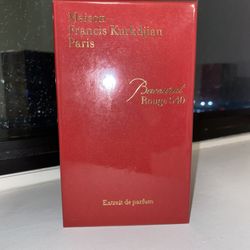 Maison
Francis Kurkdjian
Paris
Baccarat
Rouge 540
Extrait de parfum